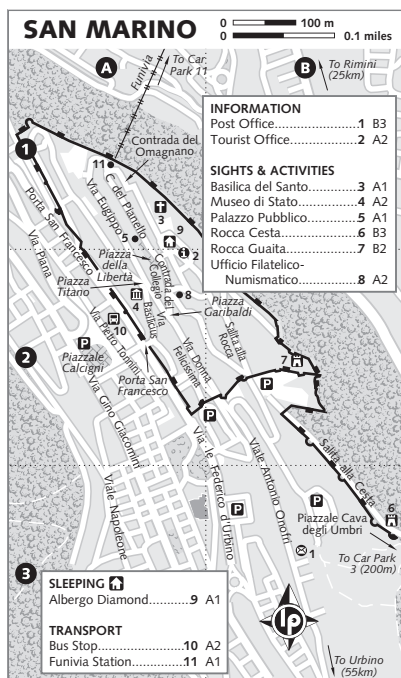 SAN MARINO
0 100 m
0 0.1 miles
A
Funivia
To Car
Park 11
B
To Rimini
(25km)
INFORMATION
Post Office..............................1 B3
Tourist Office..........................2 A2
SIGHTS & ACTIVITIES
Basilica del Santo...................3 A1
Museo di Stato.......................4 A2
Palazzo Pubblico....................5 A1
Rocca Cesta...........................6 B3
Rocca Guaita..........................7 B2
Ufficio Filatelico-
Numismatico.......................8 A2
1
Contrada del
Omagnano
11
C. del Pianello
Via Eugippo
3
9
5
2
Porta San Francesco
Via Piana
Piazza
della
Libertà
Contrada del
Collegio
Via
Basilicius
8
Piazza
Titano
4
Piazza
Garibaldi
10
2
P
Piazzale
Calcigni
Via Pietro Tonnini
Porta San
Francesco
Via Donna
Felicissima
Salita alla
Rocca
7
P
P
Via Gino Giacomini
Viale Napoleone
Via le Federico d'Urbino
Viale Antonio Onofri
Salita alla Cesta
6
P
P
Piazzale Cava
degli Umbri
1
To Car Park
3 (200m)
3
SLEEPING
Albergo Diamond............9 A1
TRANSPORT
Bus Stop........................10 A2
Funivia Station...............11 A1
lp
To Urbino
(55km)